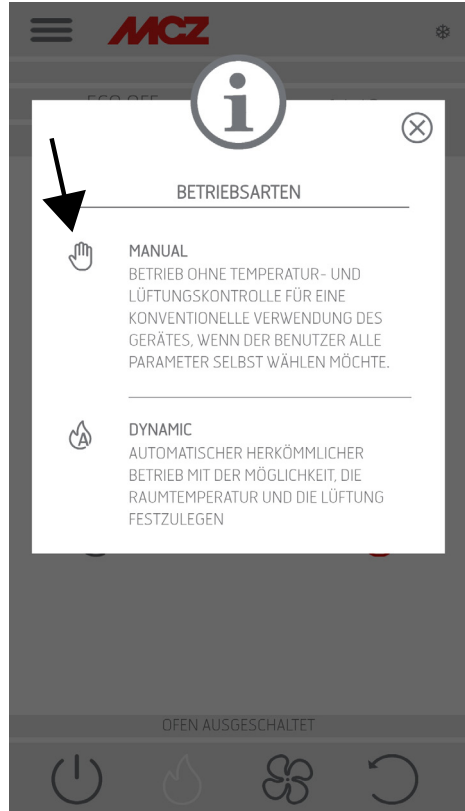 MCZ
BETRIEBSARTEN
MANUAL
BETRIEB OHNE TEMPERATUR- UND
LÜFTUNGSKONTROLLE FÜR EINE
KONVENTIONELLE VERWENDUNG DES
GERÄTES, WENN DER BENUTZER ALLE
PARAMETER SELBST WÄHLEN MÖCHTE.
DYNAMIC
AUTOMATISCHER HERKÖMMLICHER
BETRIEB MIT DER MÖGLICHKEIT, DIE
RAUMTEMPERATUR UND DIE LÜFTUNG
FESTZULEGEN
OFEN AUSGESCHALTET